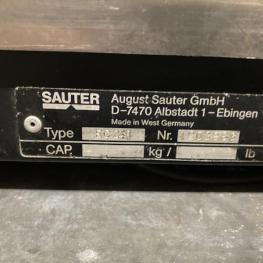 SAUTER
August Sauter GmbH
D-7470 Albstadt 1-Ebingen
Made in West Germany
Type Nr.
CAP. kg/ lb